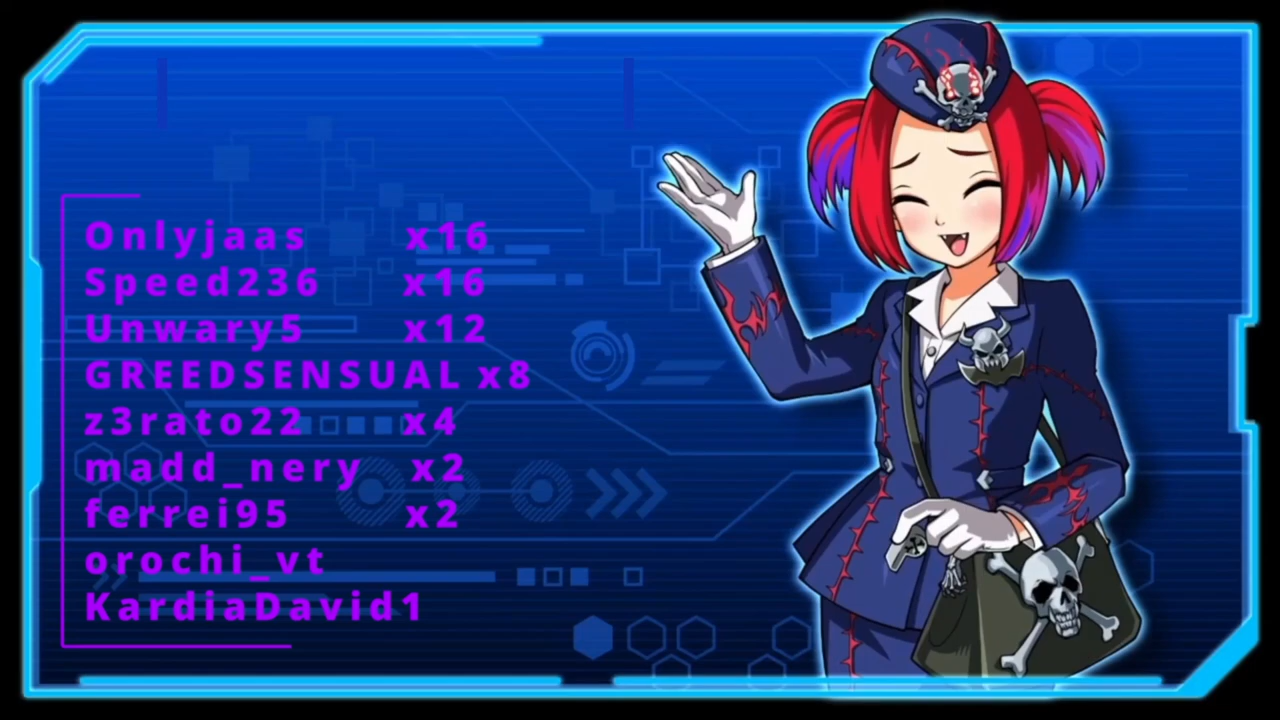 Onlyjaas x16
Speed236 x16
Unwary5 x12
GREEDSENSUAL x8
z3rato22 x4
madd_nery x2
ferrei95 x2
orochi_vt
KardiaDavid1